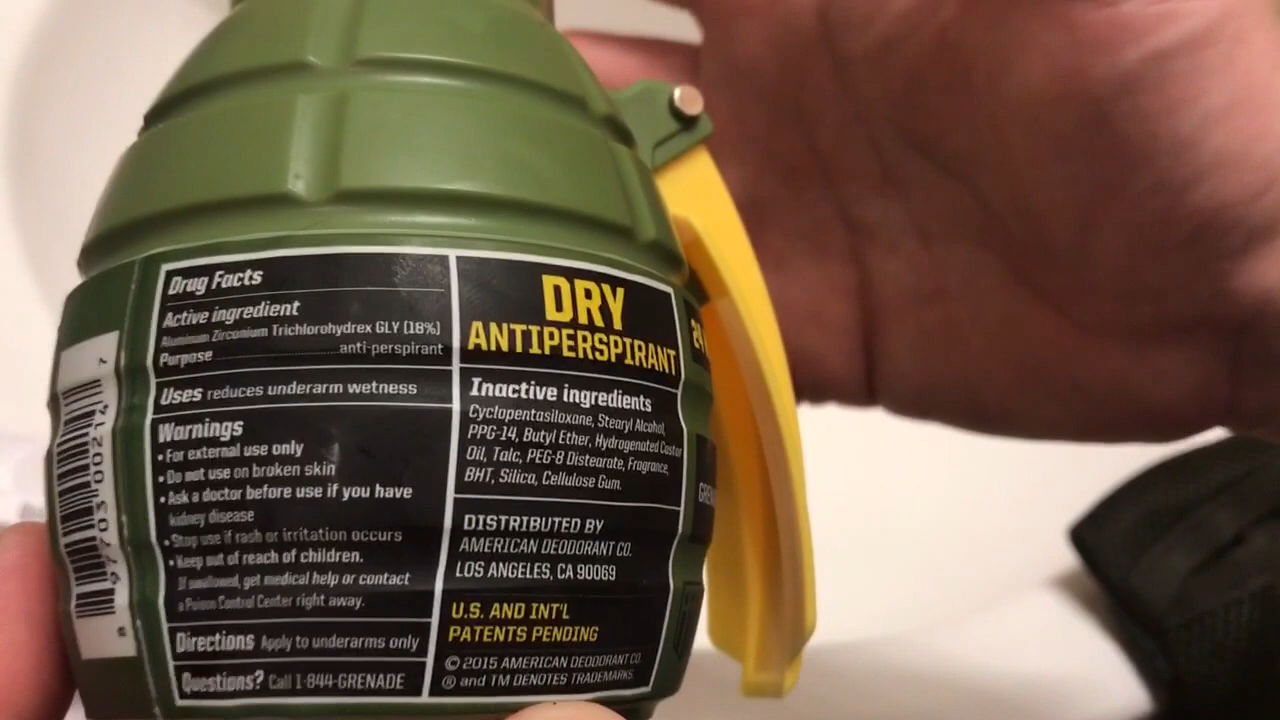 Drug Facts
Active ingredient
Aluminum Zirconium Trichlorohydrex GLY (18%)
Purpose anti-perspirant
Uses reduces underarm wetness
Warnings
• For external use only
• Do not use on broken skin
• Ask a doctor before use if you have
kidney disease
• Stop use if rash or irritation occurs
• Keep out of reach of children.
If swallowed, get medical help or contact
a Poison Control Center right away.
Directions Apply to underarms only
Questions? Call 1-844-GRENADE
DRY
ANTIPERSPIRANT
Inactive ingredients
Cyclopentasiloxane, Stearyl Alcohol,
PPG-14, Butyl Ether, Hydrogenated Castor
Oil, Talc, PEG-8 Distearate, Fragrance,
BHT, Silica, Cellulose Gum.
DISTRIBUTED BY
AMERICAN DEODORANT CO.
LOS ANGELES, CA 90069
U.S. AND INT'L
PATENTS PENDING
© 2015 AMERICAN DEODORANT CO.
® and TM DENOTES TRADEMARKS.
8 97703 00214 7
24